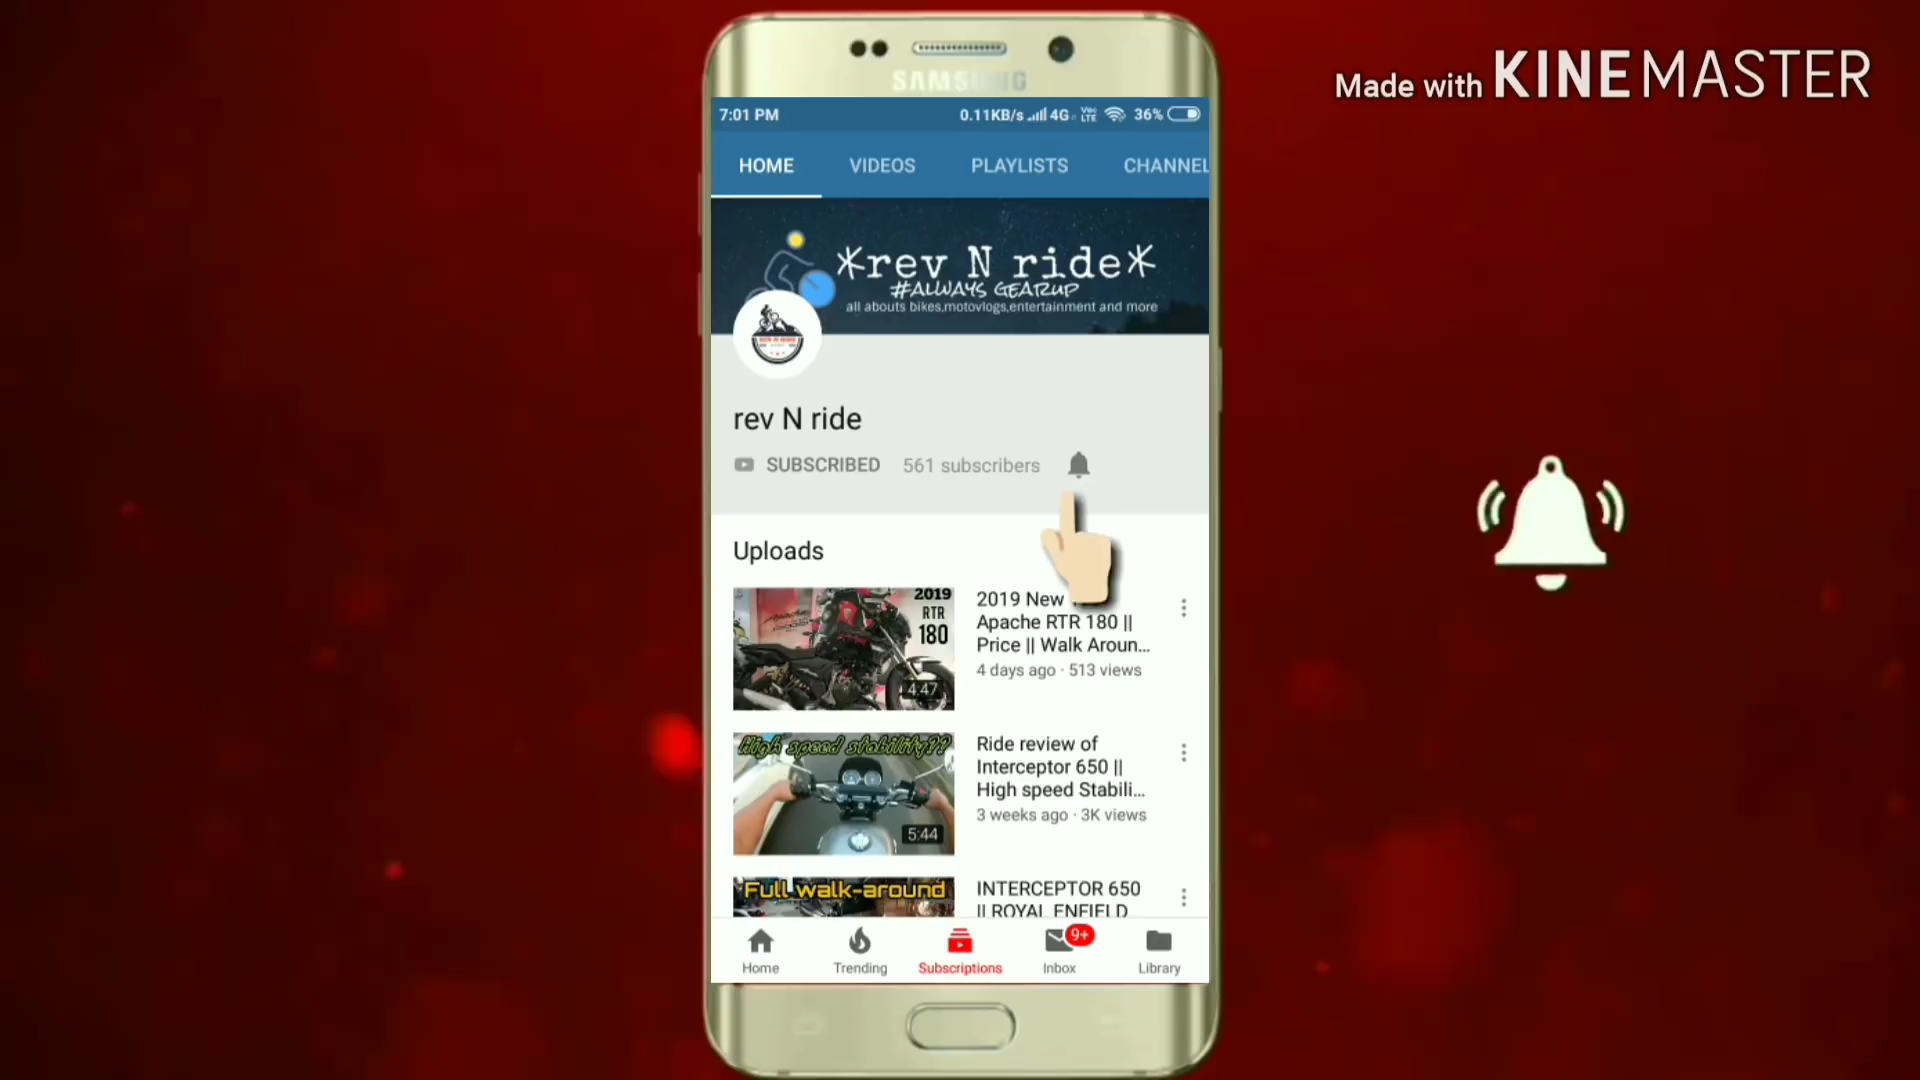 Made with KINEMASTER
SAMSUNG
7:01 PM 0.11KB/s 4G Vo LTE 36%
HOME VIDEOS PLAYLISTS CHANNEL
*rev N ride*
#ALWAYS GEARUP
all abouts bikes,motovlogs,entertainment and more
rev N ride
SUBSCRIBED 561 subscribers
Uploads
2019
RTR
180
4:47
2019 New
Apache RTR 180 ||
Price || Walk Aroun...
4 days ago · 513 views
High speed stability??
5:44
Ride review of
Interceptor 650 ||
High speed Stabili...
3 weeks ago · 3K views
Full walk-around
INTERCEPTOR 650
|| ROYAL ENFIELD
9+
Home Trending Subscriptions Inbox Library